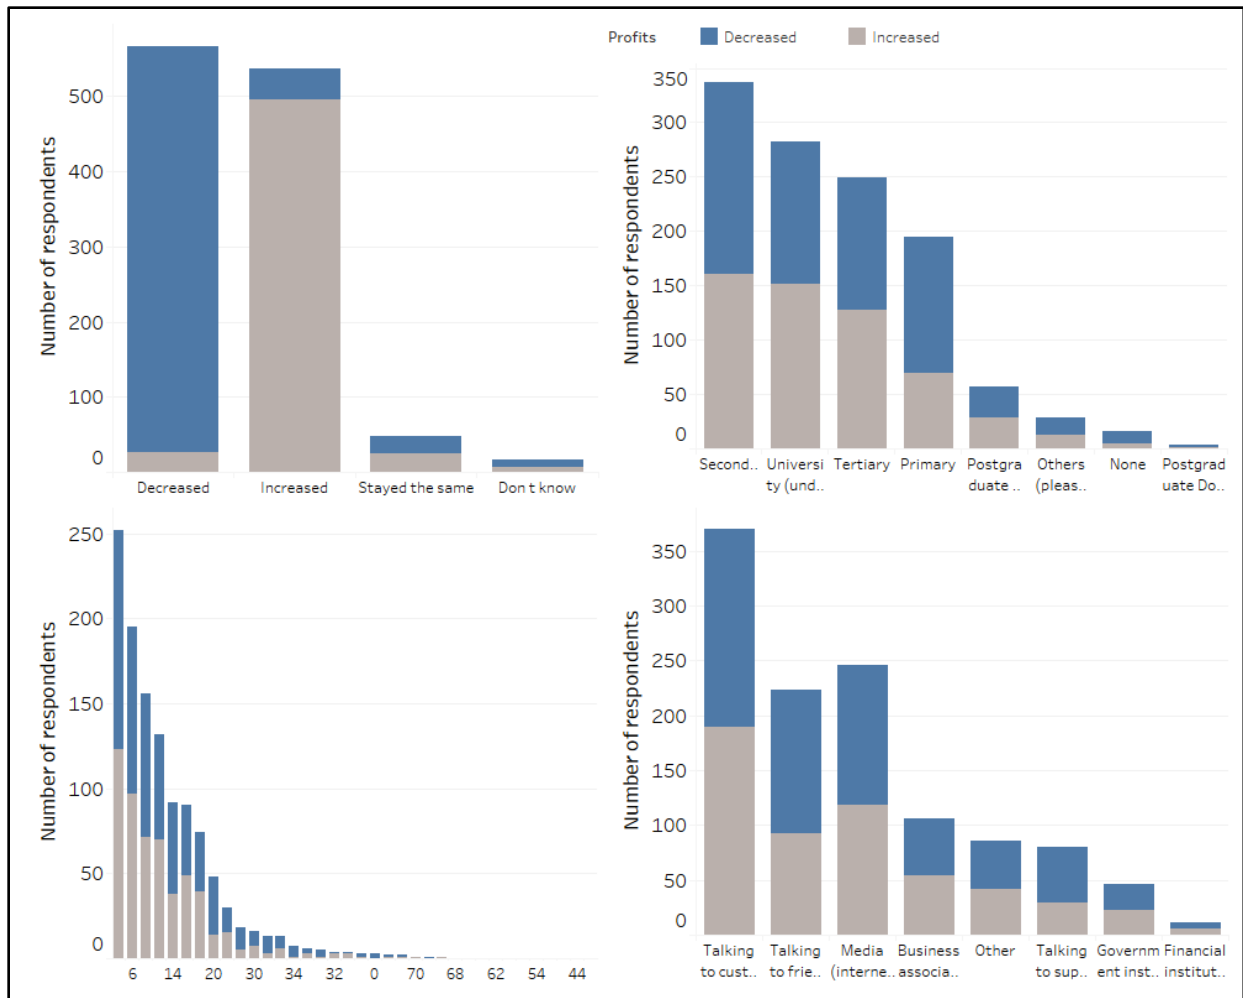 Profits Decreased Increased
Number of respondents
500
400
300
200
100
0
Decreased Increased Stayed the same Don t know
Number of respondents
350
300
250
200
150
100
50
0
Second.. Universi Tertiary Primary Postgra Others None Postgrad
ty (und.. duate .. (pleas.. uate Do..
Number of respondents
250
200
150
100
50
0
6 14 20 30 34 32 0 70 68 62 54 44
Number of respondents
350
300
250
200
150
100
50
0
Talking Talking Media Business Other Talking Governm Financial
to cust.. to frie.. (interne.. associa.. to sup.. ent inst.. institut..